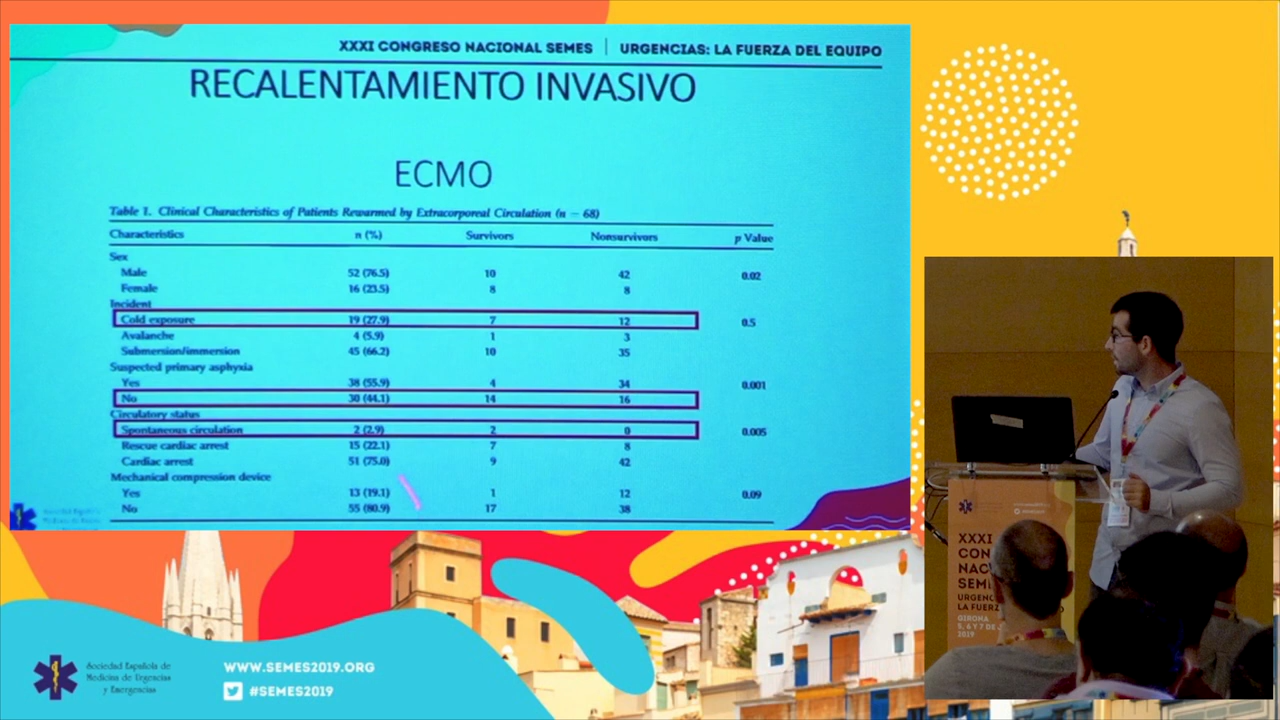 XXXI CONGRESO NACIONAL SEMES | URGENCIAS: LA FUERZA DEL EQUIPO
RECALENTAMIENTO INVASIVO
ECMO
Table 1. Clinical Characteristics of Patients Rewarmed by Extracorporeal Circulation (n = 68)
Characteristics n (%) Survivors Nonsurvivors p Value
Sex
Male 52 (76.5) 10 42 0.02
Female 16 (23.5) 8 8
Incident
Cold exposure 19 (27.9) 7 12 0.5
Avalanche 4 (5.9) 1 3
Submersion/immersion 45 (66.2) 10 35
Suspected primary asphyxia
Yes 38 (55.9) 4 34 0.001
No 30 (44.1) 14 16
Circulatory status
Spontaneous circulation 2 (2.9) 2 0 0.005
Rescue cardiac arrest 15 (22.1) 7 8
Cardiac arrest 51 (75.0) 9 42
Mechanical compression device
Yes 13 (19.1) 1 12 0.09
No 55 (80.9) 17 38
XXXI
CON
NAC
SEM
URGENC
LA FUERZ
GIRONA
5, 6 Y 7 DE
2019
Sociedad Española de
Medicina de Urgencias
y Emergencias
WWW.SEMES2019.ORG
#SEMES2019